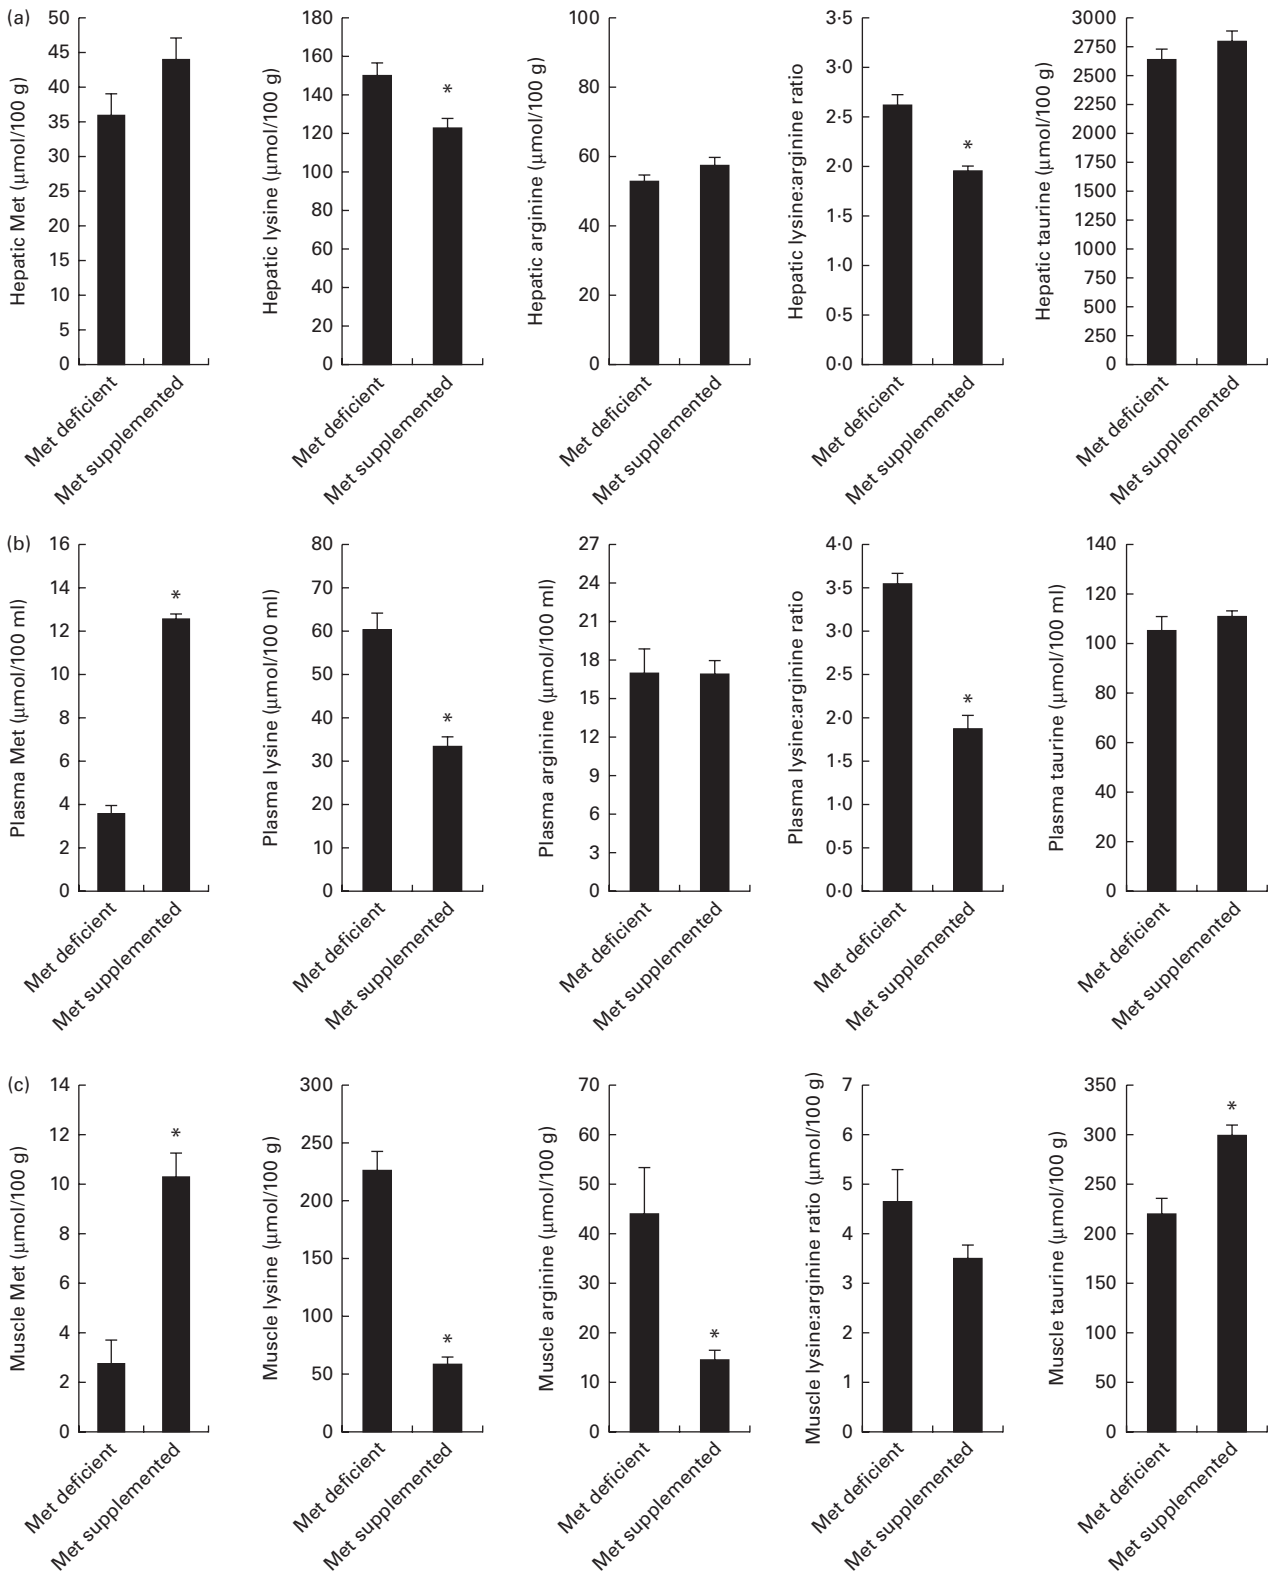 (a)
Hepatic Met (μmol/100 g)
50
45
40
35
30
25
20
15
10
5
0
Met deficient
Met supplemented
Hepatic lysine (μmol/100 g)
180
160
140
120
100
80
60
40
20
0
*
Met deficient
Met supplemented
Hepatic arginine (μmol/100 g)
100
80
60
40
20
0
Met deficient
Met supplemented
Hepatic lysine:arginine ratio
3·5
3·0
2·5
2·0
1·5
1·0
0·5
0·0
*
Met deficient
Met supplemented
Hepatic taurine (μmol/100 g)
3000
2750
2500
2250
2000
1750
1500
1250
1000
750
500
250
0
Met deficient
Met supplemented
(b)
Plasma Met (μmol/100 ml)
16
14
12
10
8
6
4
2
0
*
Met deficient
Met supplemented
Plasma lysine (μmol/100 ml)
80
70
60
50
40
30
20
10
0
*
Met deficient
Met supplemented
Plasma arginine (μmol/100 ml)
27
24
21
18
15
12
9
6
3
0
Met deficient
Met supplemented
Plasma lysine:arginine ratio
4·0
3·5
3·0
2·5
2·0
1·5
1·0
0·5
0·0
*
Met deficient
Met supplemented
Plasma taurine (μmol/100 ml)
140
120
100
80
60
40
20
0
Met deficient
Met supplemented
(c)
Muscle Met (μmol/100 g)
14
12
10
8
6
4
2
0
*
Met deficient
Met supplemented
Muscle lysine (μmol/100 g)
300
250
200
150
100
50
0
*
Met deficient
Met supplemented
Muscle arginine (μmol/100 g)
70
60
50
40
30
20
10
0
*
Met deficient
Met supplemented
Muscle lysine:arginine ratio (μmol/100 g)
7
6
5
4
3
2
1
0
Met deficient
Met supplemented
Muscle taurine (μmol/100 g)
350
300
250
200
150
100
50
0
*
Met deficient
Met supplemented